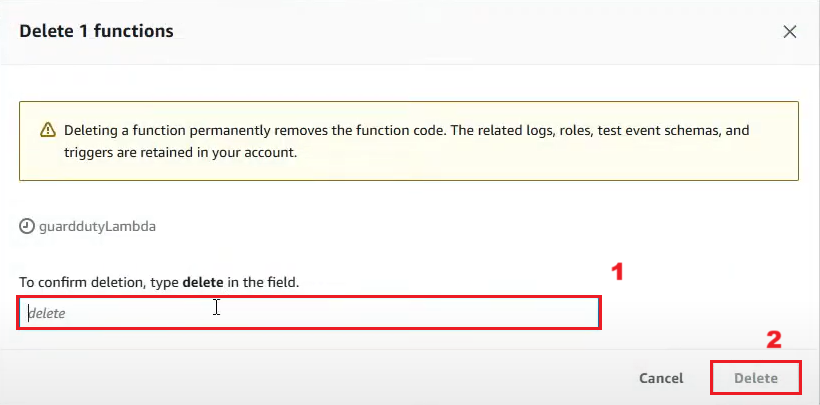 Delete 1 functions
Deleting a function permanently removes the function code. The related logs, roles, test event schemas, and
triggers are retained in your account.
guarddutyLambda
To confirm deletion, type delete in the field.
1
delete
2
Cancel
Delete